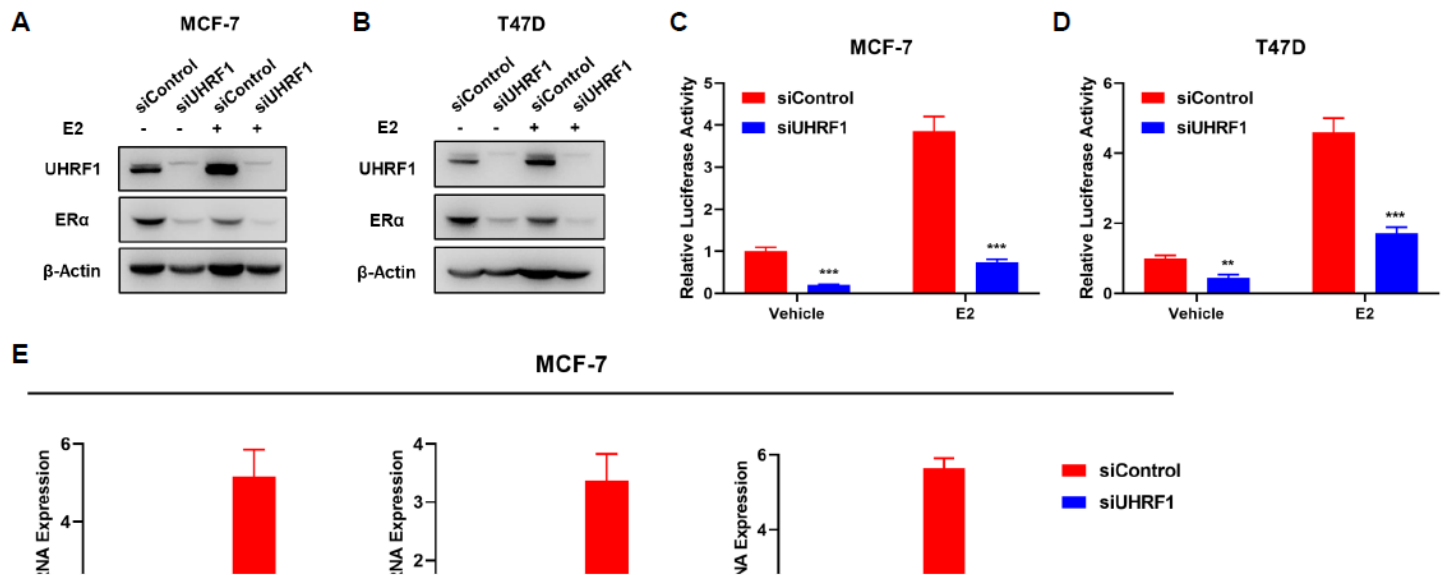 A
MCF-7
siControl
siUHRF1
siControl
siUHRF1
E2 - - + +
UHRF1
ERα
β-Actin
B
T47D
siControl
siUHRF1
siControl
siUHRF1
E2 - - + +
UHRF1
ERα
β-Actin
C
MCF-7
Relative Luciferase Activity
5
4
3
2
1
0
siControl
siUHRF1
***
***
Vehicle
E2
D
T47D
Relative Luciferase Activity
6
4
2
0
siControl
siUHRF1
**
***
Vehicle
E2
E
MCF-7
NA Expression
6
4
RNA Expression
4
3
2
NA Expression
6
4
siControl
siUHRF1